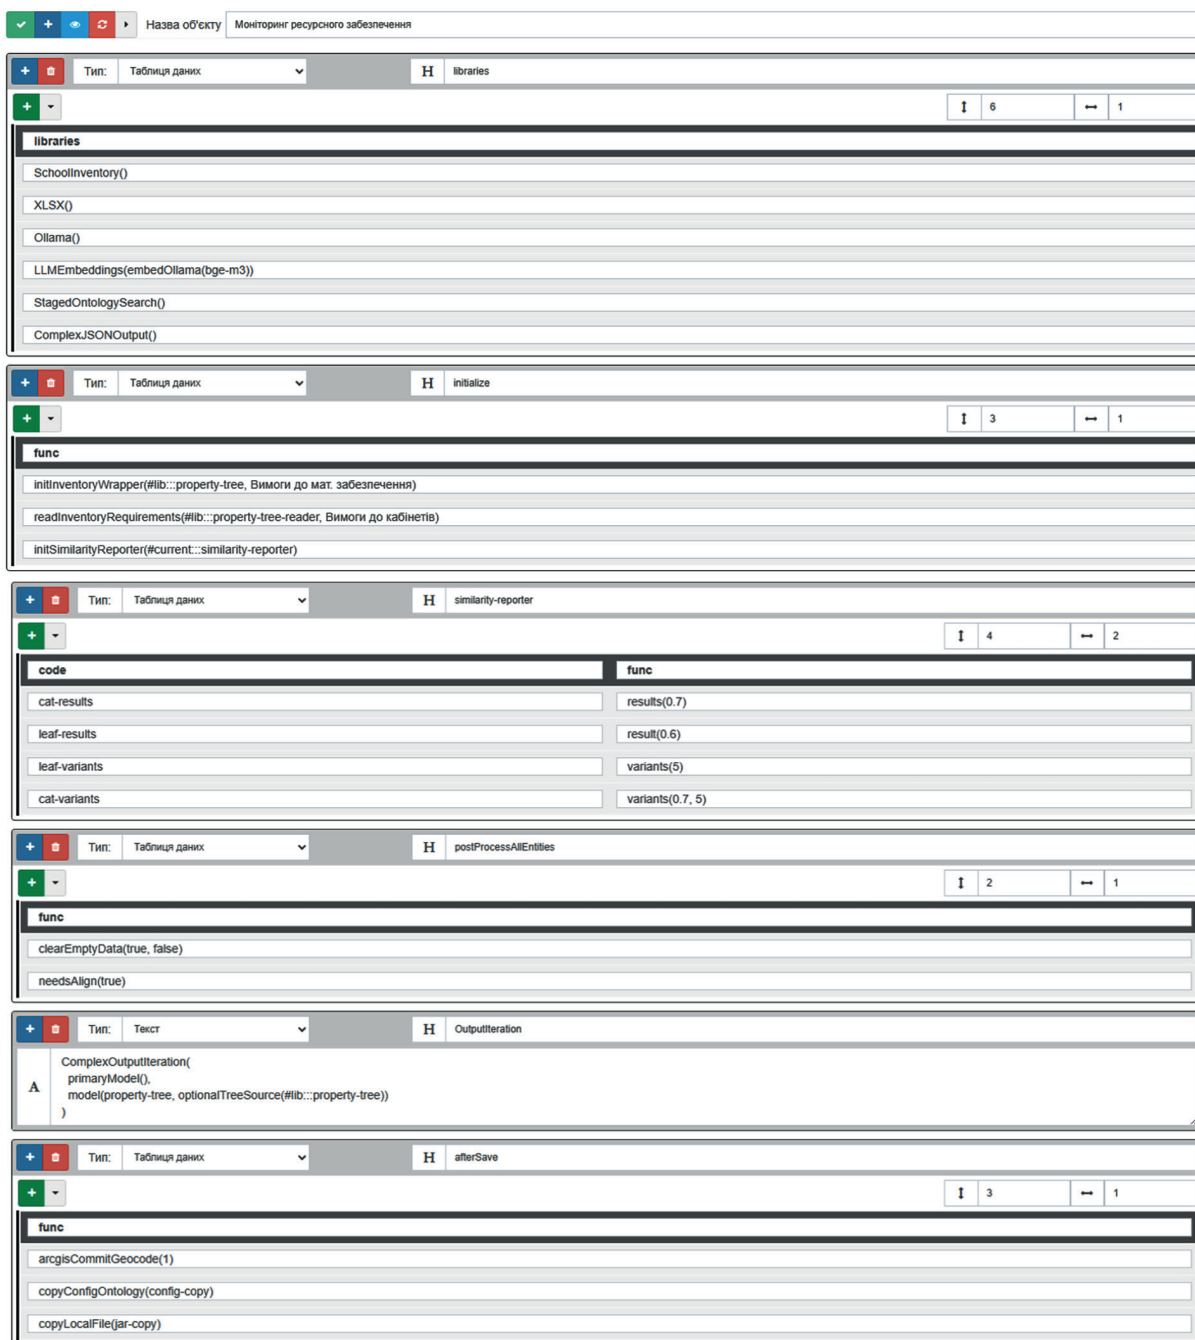 Назва об'єкту Моніторинг ресурсного забезпечення
Тип: Таблиця даних H libraries
6 1
libraries
SchoolInventory()
XLSX()
Ollama()
LLMEmbeddings(embedOllama(bge-m3))
StagedOntologySearch()
ComplexJSONOutput()
Тип: Таблиця даних H initialize
3 1
func
initInventoryWrapper(#lib:::property-tree, Вимоги до мат. забезпечення)
readInventoryRequirements(#lib:::property-tree-reader, Вимоги до кабінетів)
initSimilarityReporter(#current:::similarity-reporter)
Тип: Таблиця даних H similarity-reporter
4 2
code func
cat-results results(0.7)
leaf-results result(0.6)
leaf-variants variants(5)
cat-variants variants(0.7, 5)
Тип: Таблиця даних H postProcessAllEntities
2 1
func
clearEmptyData(true, false)
needsAlign(true)
Тип: Текст H OutputIteration
A
ComplexOutputIteration(
primaryModel(),
model(property-tree, optionalTreeSource(#lib:::property-tree))
)
Тип: Таблиця даних H afterSave
3 1
func
arcgisCommitGeocode(1)
copyConfigOntology(config-copy)
copyLocalFile(jar-copy)